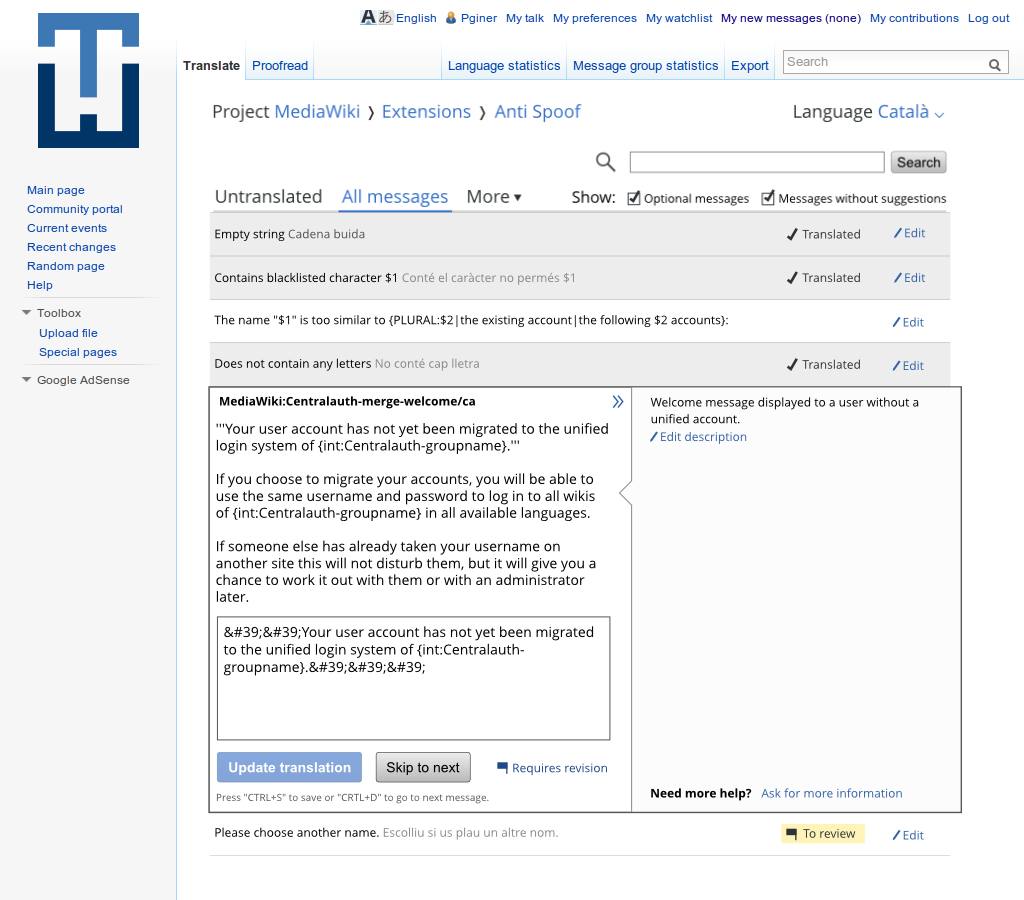 Aあ English Pginer My talk My preferences My watchlist My new messages (none) My contributions Log out
Translate Proofread Language statistics Message group statistics Export Search
Project MediaWiki ❭ Extensions ❭ Anti Spoof Language Català
Search
Main page
Community portal
Current events
Recent changes
Random page
Help
Toolbox
Upload file
Special pages
Google AdSense
Untranslated All messages More ▾ Show: Optional messages Messages without suggestions
Empty string Cadena buida Translated Edit
Contains blacklisted character $1 Conté el caràcter no permés $1 Translated Edit
The name "$1" is too similar to {PLURAL:$2|the existing account|the following $2 accounts}: Edit
Does not contain any letters No conté cap lletra Translated Edit
MediaWiki:Centralauth-merge-welcome/ca
'''Your user account has not yet been migrated to the unified
login system of {int:Centralauth-groupname}.'''
If you choose to migrate your accounts, you will be able to
use the same username and password to log in to all wikis
of {int:Centralauth-groupname} in all available languages.
If someone else has already taken your username on
another site this will not disturb them, but it will give you a
chance to work it out with them or with an administrator
later.
&#39;&#39;Your user account has not yet been migrated
to the unified login system of {int:Centralauth-
groupname}.&#39;&#39;&#39;
Update translation Skip to next Requires revision
Press "CTRL+S" to save or "CRTL+D" to go to next message.
Welcome message displayed to a user without a
unified account.
Edit description
Need more help? Ask for more information
Please choose another name. Escolliu si us plau un altre nom. To review Edit